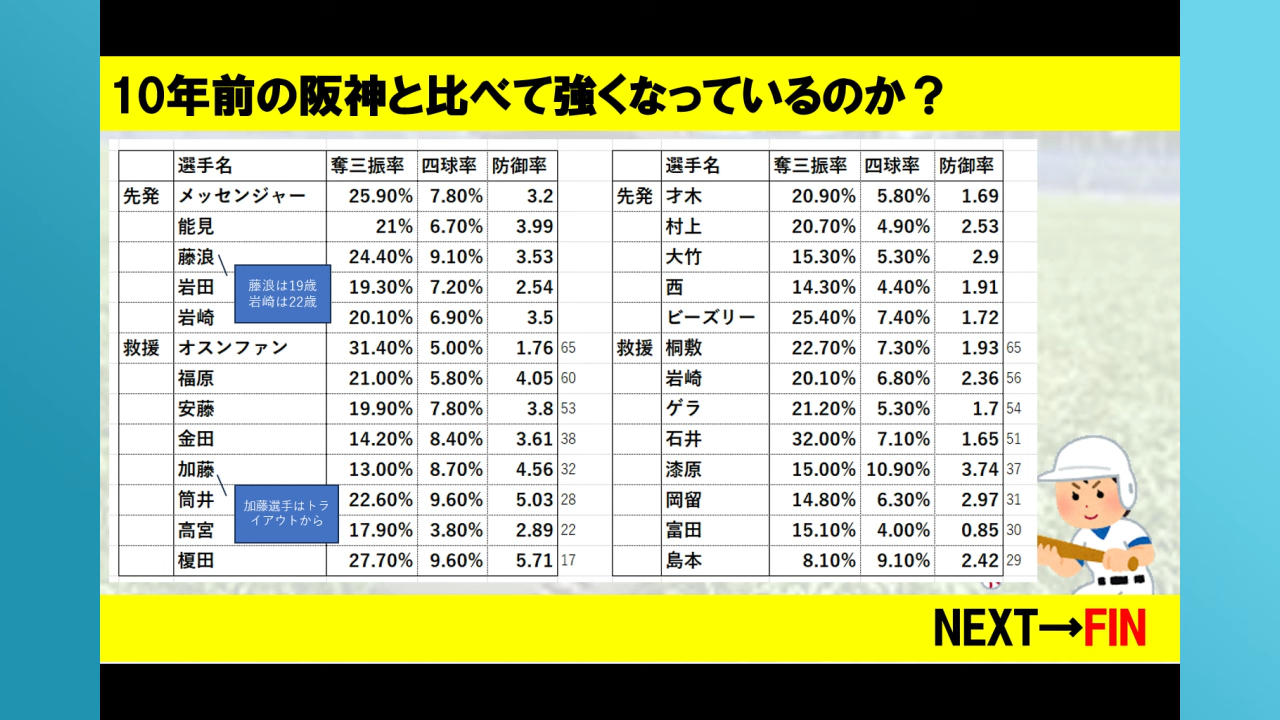 10年前の阪神と比べて強くなっているのか？
選手名 奪三振率 四球率 防御率
先発 メッセンジャー 25.90% 7.80% 3.2
能見 21% 6.70% 3.99
藤浪 24.40% 9.10% 3.53
岩田 19.30% 7.20% 2.54
岩崎 20.10% 6.90% 3.5
藤浪は19歳
岩崎は22歳
救援 オスンファン 31.40% 5.00% 1.76 65
福原 21.00% 5.80% 4.05 60
安藤 19.90% 7.80% 3.8 53
金田 14.20% 8.40% 3.61 38
加藤 13.00% 8.70% 4.56 32
筒井 22.60% 9.60% 5.03 28
高宮 17.90% 3.80% 2.89 22
榎田 27.70% 9.60% 5.71 17
加藤選手はトラ
イアウトから
選手名 奪三振率 四球率 防御率
先発 才木 20.90% 5.80% 1.69
村上 20.70% 4.90% 2.53
大竹 15.30% 5.30% 2.9
西 14.30% 4.40% 1.91
ビーズリー 25.40% 7.40% 1.72
救援 桐敷 22.70% 7.30% 1.93 65
岩崎 20.10% 6.80% 2.36 56
ゲラ 21.20% 5.30% 1.7 54
石井 32.00% 7.10% 1.65 51
漆原 15.00% 10.90% 3.74 37
岡留 14.80% 6.30% 2.97 31
富田 15.10% 4.00% 0.85 30
島本 8.10% 9.10% 2.42 29
NEXT→FIN